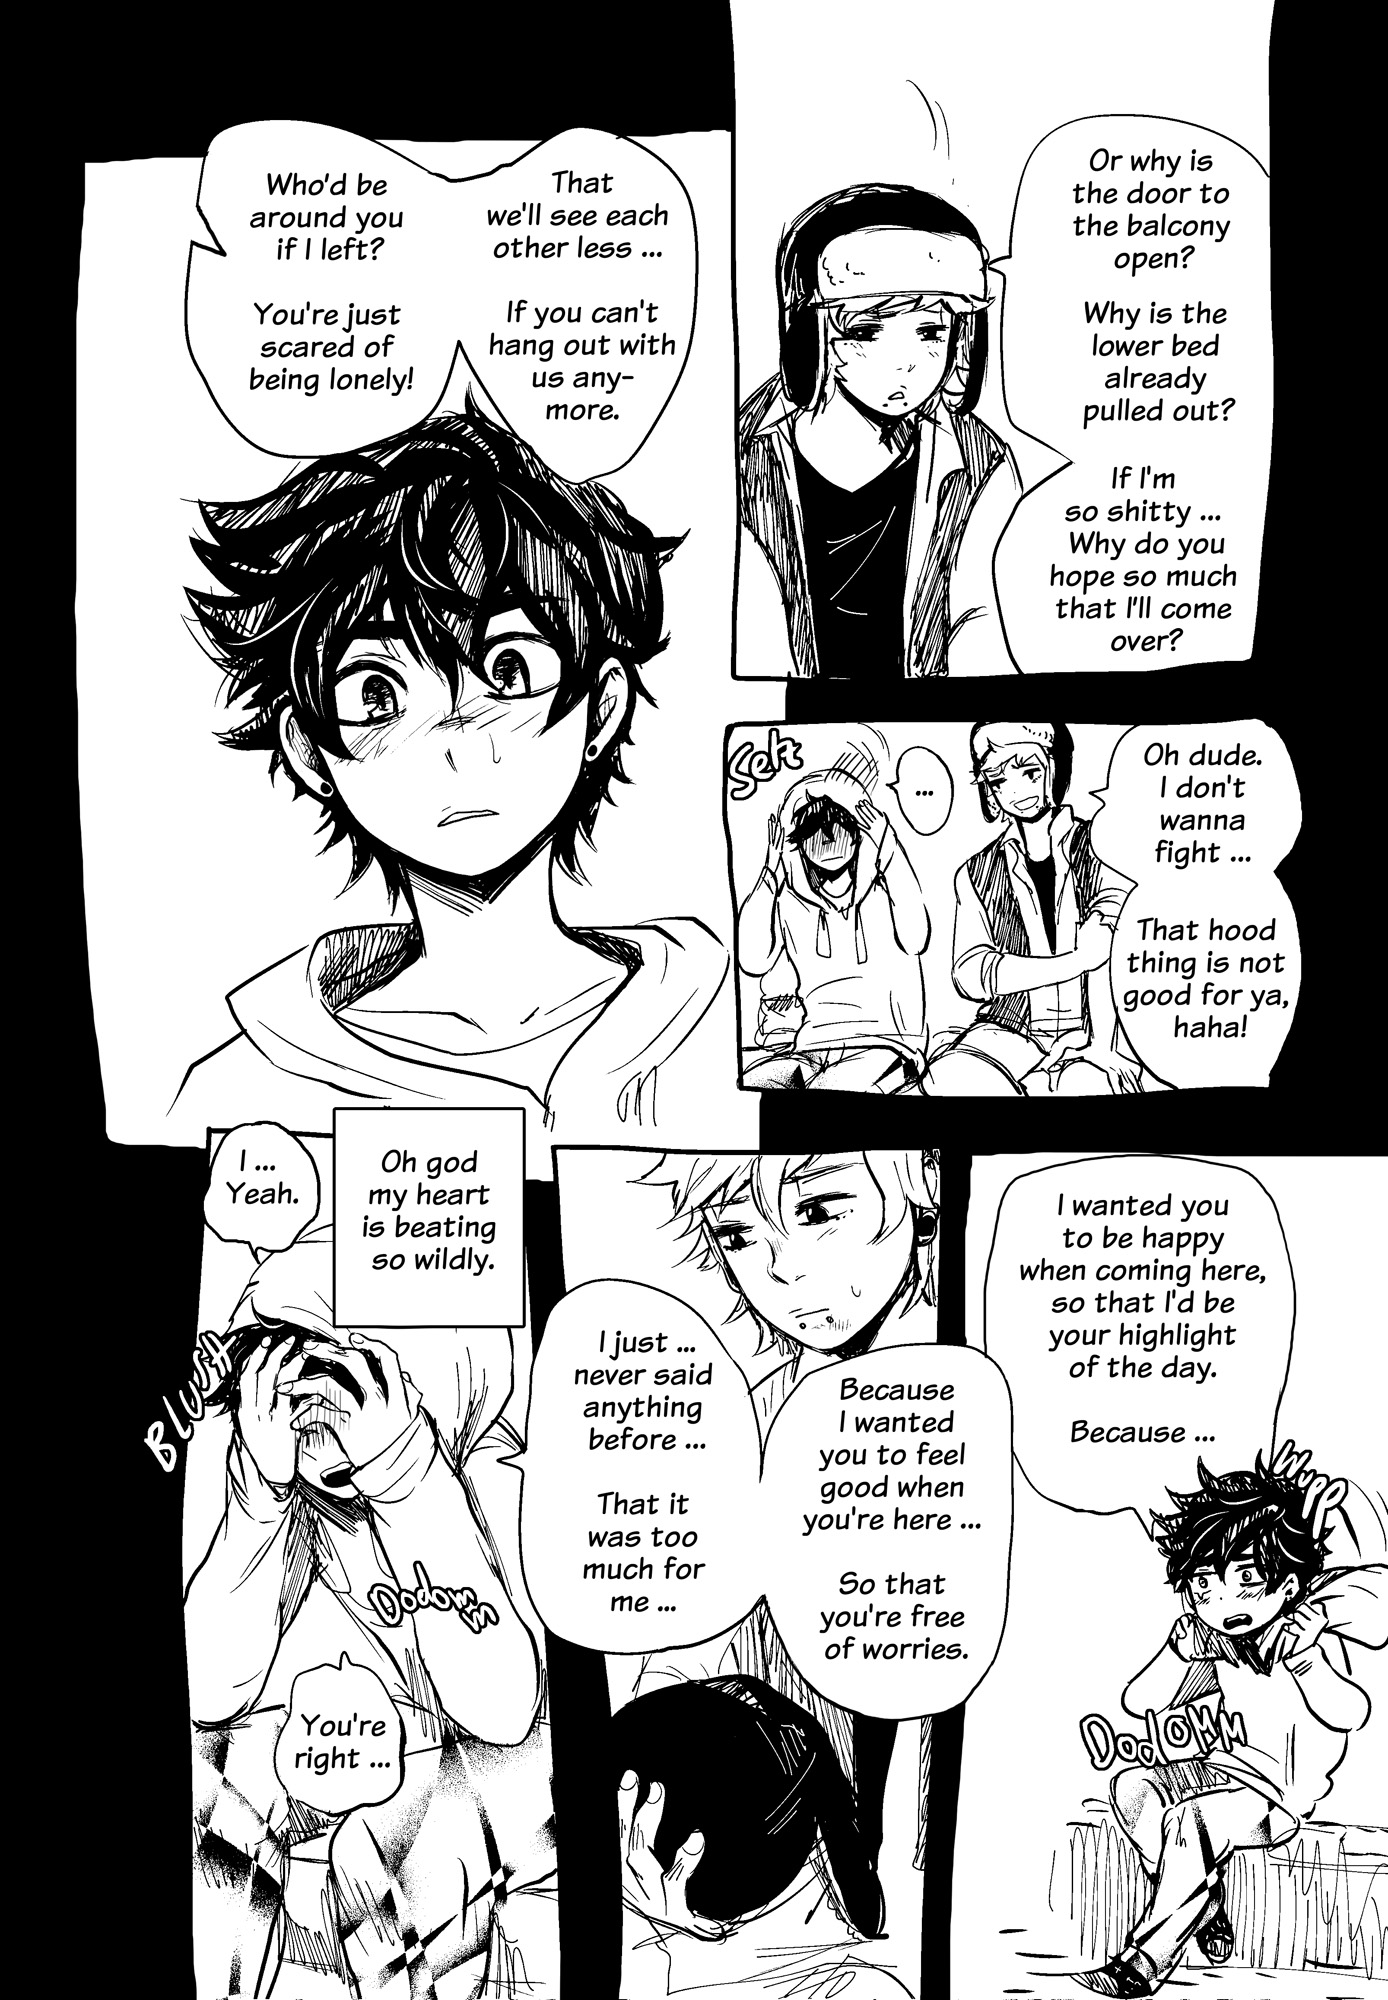 Who'd be
around you
if I left?
You're just
scared of
being lonely!
That
we'll see each
other less ...
If you can't
hang out with
us any-
more.
Or why is
the door to
the balcony
open?
Why is the
lower bed
already
pulled out?
If I'm
so shitty ...
Why do you
hope so much
that I'll come
over?
...
Oh dude.
I don't
wanna
fight ...
That hood
thing is not
good for ya,
haha!
I ...
Yeah.
Oh god
my heart
is beating
so wildly.
BLUSH
Dodomm
You're
right ...
I just ...
never said
anything
before ...
That it
was too
much for
me ...
Because
I wanted
you to feel
good when
you're here ...
So that
you're free
of worries.
I wanted you
to be happy
when coming here,
so that I'd be
your highlight
of the day.
Because ...
Wupp
DodoMM